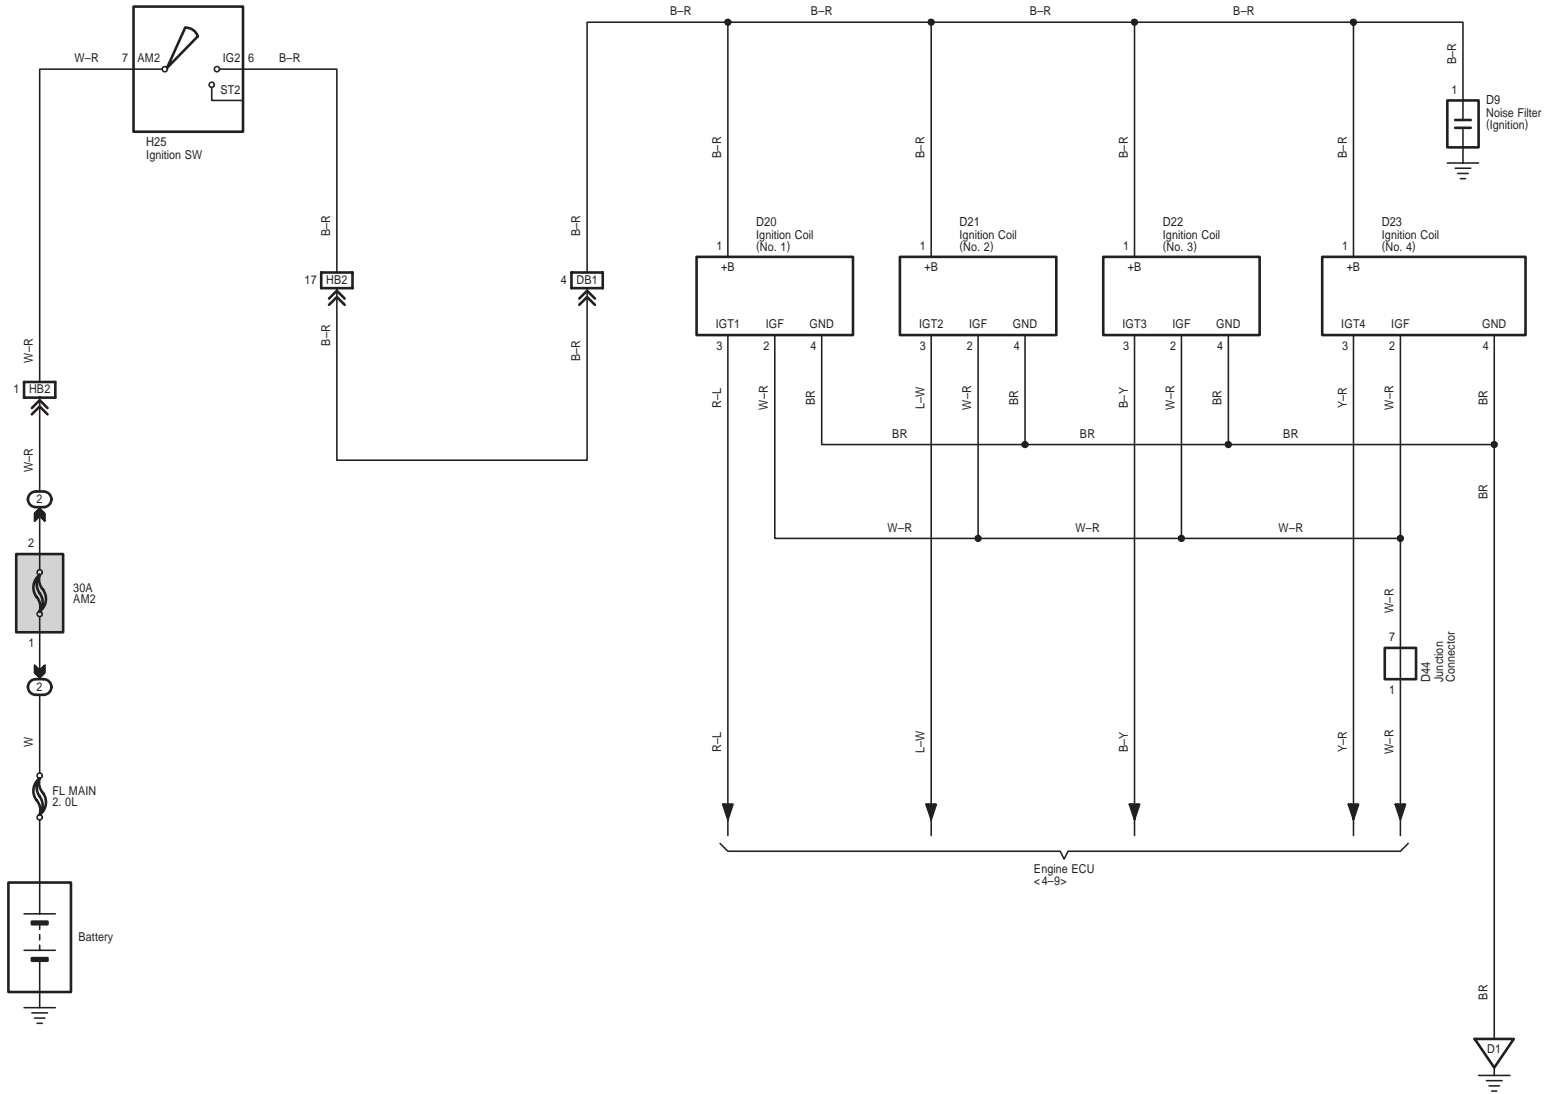 B–R B–R B–R B–R
W–R 7 AM2 IG2 6 B–R
ST2
H25
Ignition SW
B–R
1
D9
Noise Filter
(Ignition)
B–R B–R B–R B–R
B–R B–R
D20
Ignition Coil
(No. 1)
D21
Ignition Coil
(No. 2)
D22
Ignition Coil
(No. 3)
D23
Ignition Coil
(No. 4)
1 1 1 1
+B +B +B +B
17 HB2 4 DB1
IGT1 IGF GND IGT2 IGF GND IGT3 IGF GND IGT4 IGF GND
3 2 4 3 2 4 3 2 4 3 2 4
B–R B–R
W–R
1 HB2
R–L W–R BR L–W W–R BR B–Y W–R BR Y–R W–R BR
BR BR BR
W–R
BR
2
W–R W–R W–R
2
30A
AM2
1
W–R
7
D44
Junction
Connector
1
2
W
R–L L–W B–Y Y–R W–R
FL MAIN
2. 0L
Engine ECU
<4–9>
Battery
BR
D1